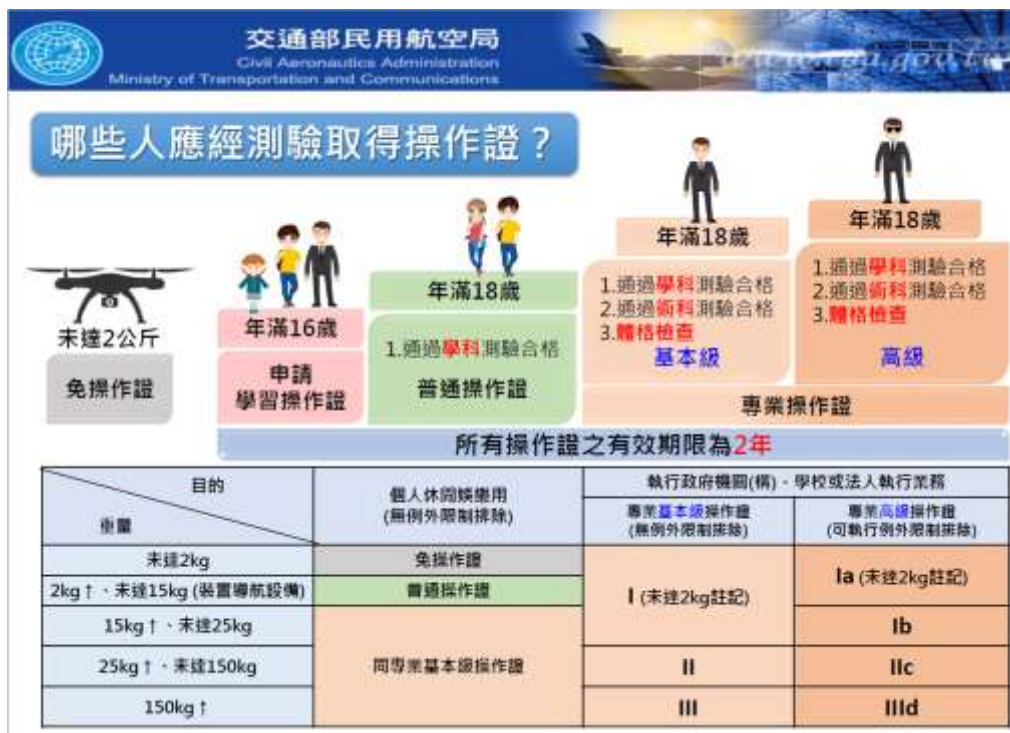 交通部民用航空局
Civil Aeronautics Administration
Ministry of Transportation and Communications
www.caa.gov.tw
哪些人應經測驗取得操作證？
未達2公斤
免操作證
年滿16歲
申請
學習操作證
年滿18歲
1.通過學科測驗合格
普通操作證
年滿18歲
1.通過學科測驗合格
2.通過術科測驗合格
3.體格檢查
基本級
年滿18歲
1.通過學科測驗合格
2.通過術科測驗合格
3.體格檢查
高級
專業操作證
所有操作證之有效期限為2年
目的
重量
個人休閒娛樂用
(無例外限制排除)
執行政府機關(構)、學校或法人執行業務
專業基本級操作證
(無例外限制排除)
專業高級操作證
(可執行例外限制排除)
未達2kg
免操作證
I (未達2kg註記)
Ia (未達2kg註記)
2kg↑、未達15kg (裝置導航設備)
普通操作證
15kg↑、未達25kg
同專業基本級操作證
Ib
25kg↑、未達150kg
II
IIc
150kg↑
III
IIId